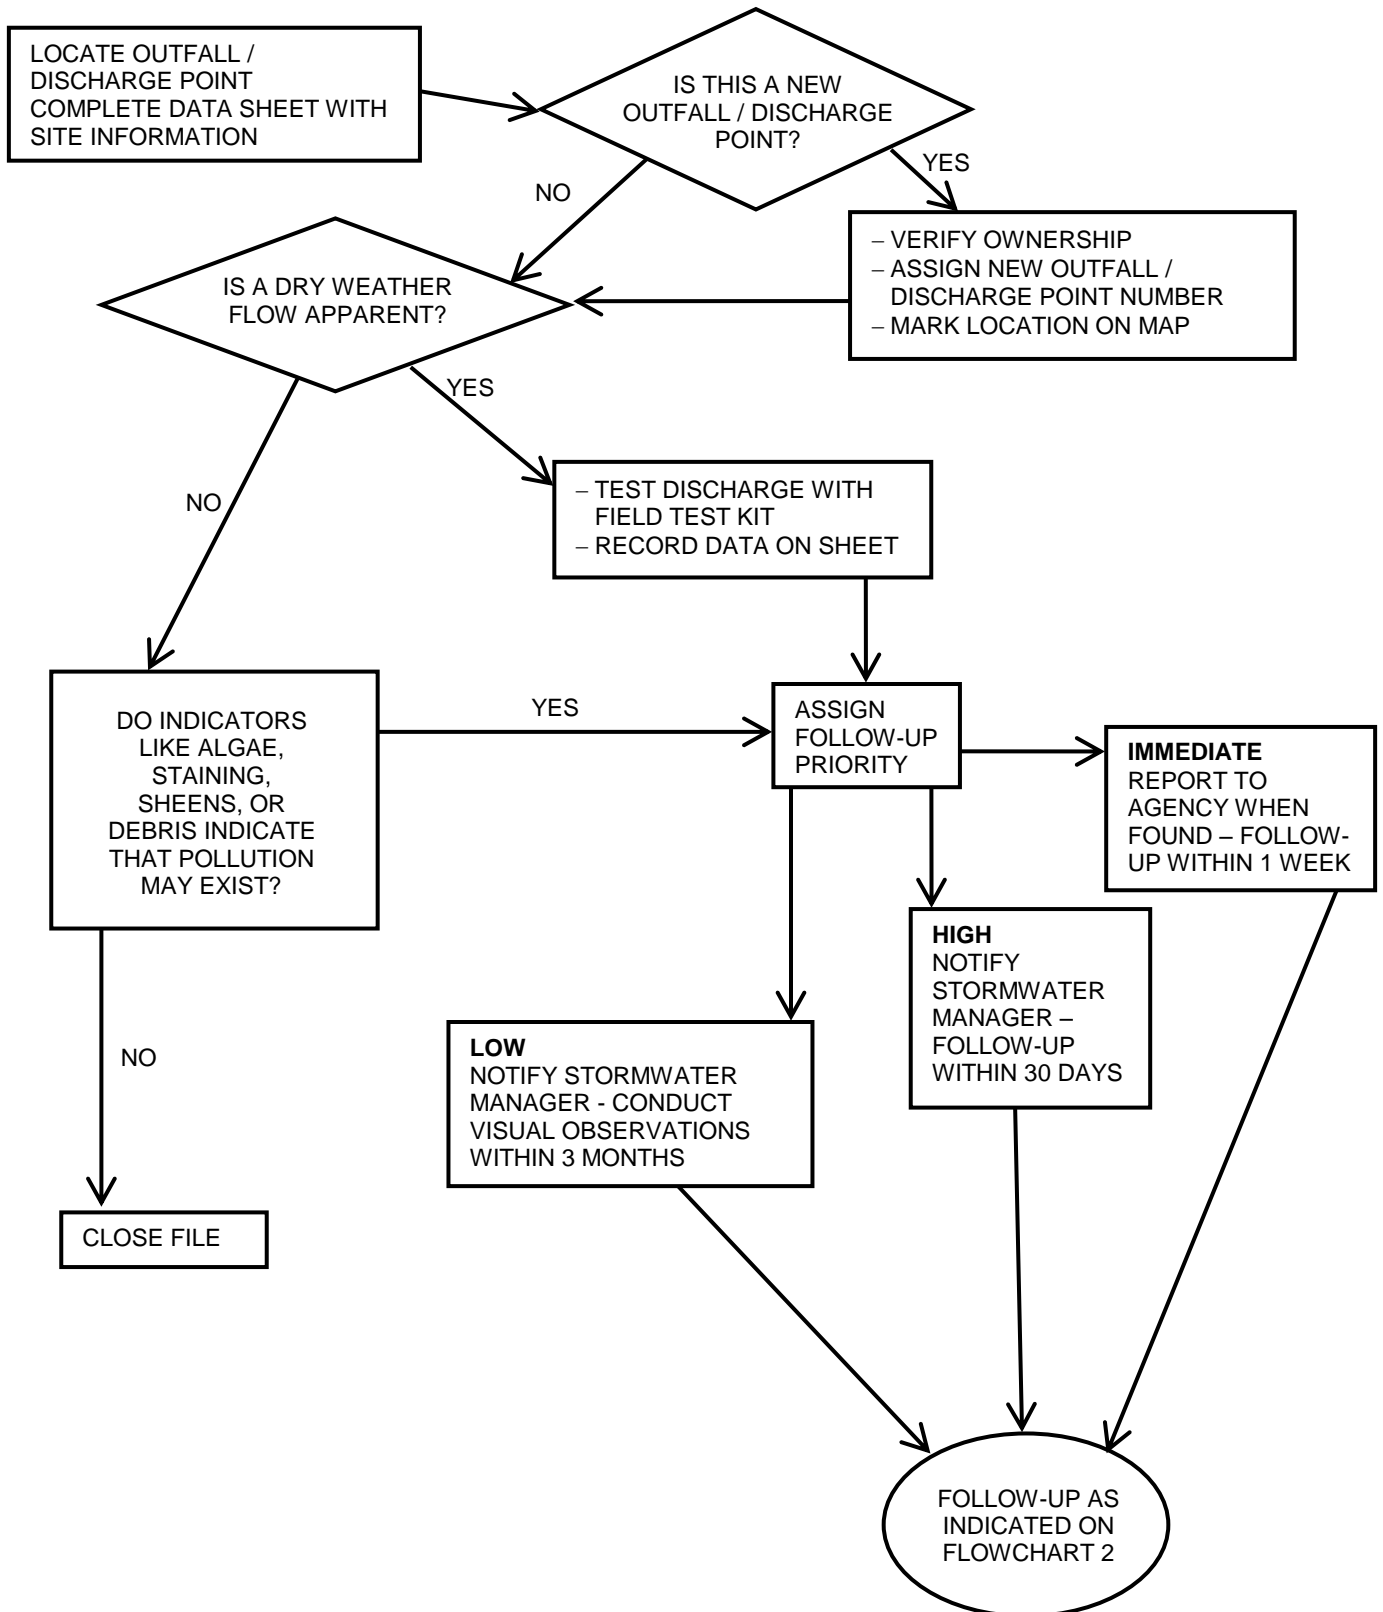 LOCATE OUTFALL /
DISCHARGE POINT
COMPLETE DATA SHEET WITH
SITE INFORMATION
IS THIS A NEW
OUTFALL / DISCHARGE
POINT?
YES
NO
– VERIFY OWNERSHIP
– ASSIGN NEW OUTFALL /
DISCHARGE POINT NUMBER
– MARK LOCATION ON MAP
IS A DRY WEATHER
FLOW APPARENT?
YES
NO
– TEST DISCHARGE WITH
FIELD TEST KIT
– RECORD DATA ON SHEET
DO INDICATORS
LIKE ALGAE,
STAINING,
SHEENS, OR
DEBRIS INDICATE
THAT POLLUTION
MAY EXIST?
YES
ASSIGN
FOLLOW-UP
PRIORITY
IMMEDIATE
REPORT TO
AGENCY WHEN
FOUND – FOLLOW-
UP WITHIN 1 WEEK
HIGH
NOTIFY
STORMWATER
MANAGER –
FOLLOW-UP
WITHIN 30 DAYS
LOW
NOTIFY STORMWATER
MANAGER - CONDUCT
VISUAL OBSERVATIONS
WITHIN 3 MONTHS
NO
CLOSE FILE
FOLLOW-UP AS
INDICATED ON
FLOWCHART 2